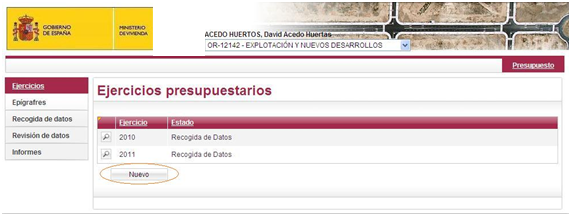 GOBIERNO
DE ESPAÑA
MINISTERIO
DE VIVIENDA
ACEDO HUERTOS, David Acedo Huertas
OR-12142 - EXPLOTACIÓN Y NUEVOS DESARROLLOS
Presupuesto
Ejercicios
Epígrafres
Recogida de datos
Revisión de datos
Informes
Ejercicios presupuestarios
Ejercicio Estado
2010 Recogida de Datos
2011 Recogida de Datos
Nuevo